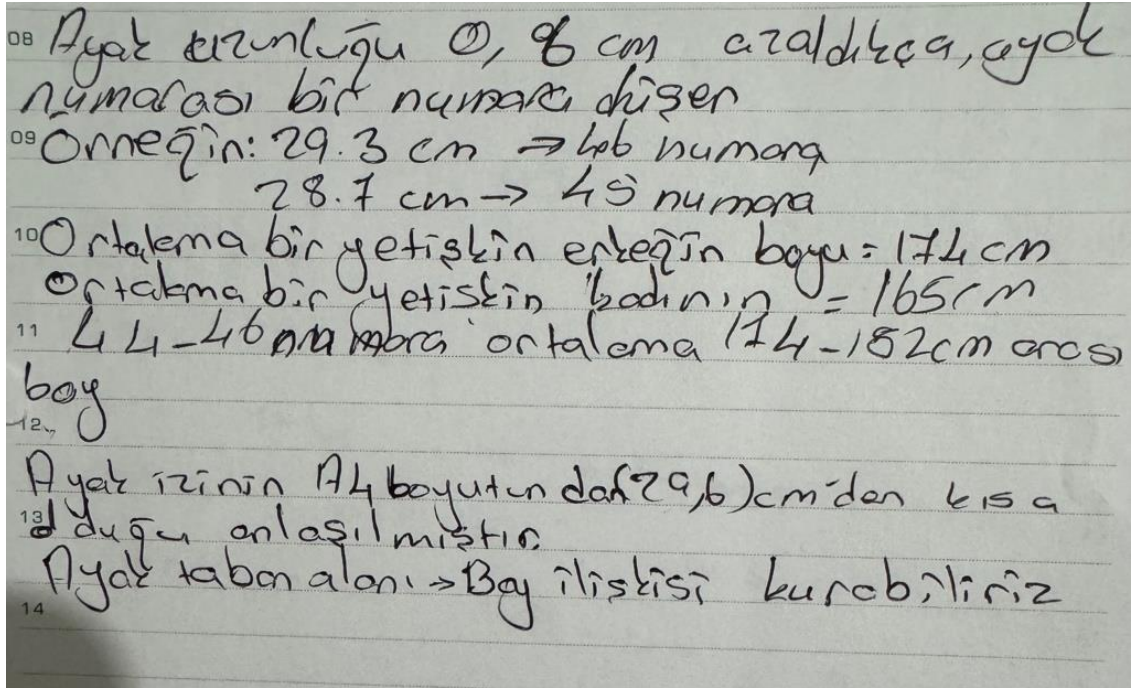 08 Ayak uzunluğu 0,8 cm azaldıkça, ayak
numarası bir numara düşer
09 Örneğin: 29.3 cm → 46 numara
28.7 cm → 45 numara
10 Ortalama bir yetişkin erkeğin boyu = 174 cm
Ortalama bir yetişkin kadının = 165 cm
11 44-46 numara ortalama 174-182cm arası
boy
12
Ayak izinin A4 boyutundan (29,6) cm'den kısa
13 olduğu anlaşılmıştır
Ayak taban alanı → Boy ilişkisi kurabiliriz
14